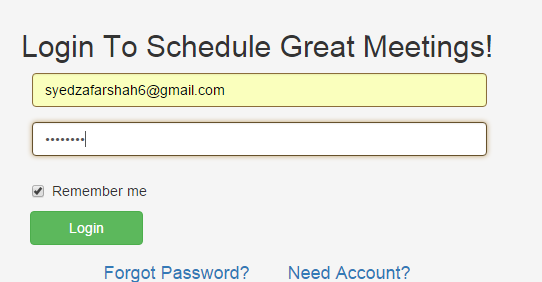 Login To Schedule Great Meetings!
syedzafarshah6@gmail.com
••••••••
Remember me
Login
Forgot Password? Need Account?